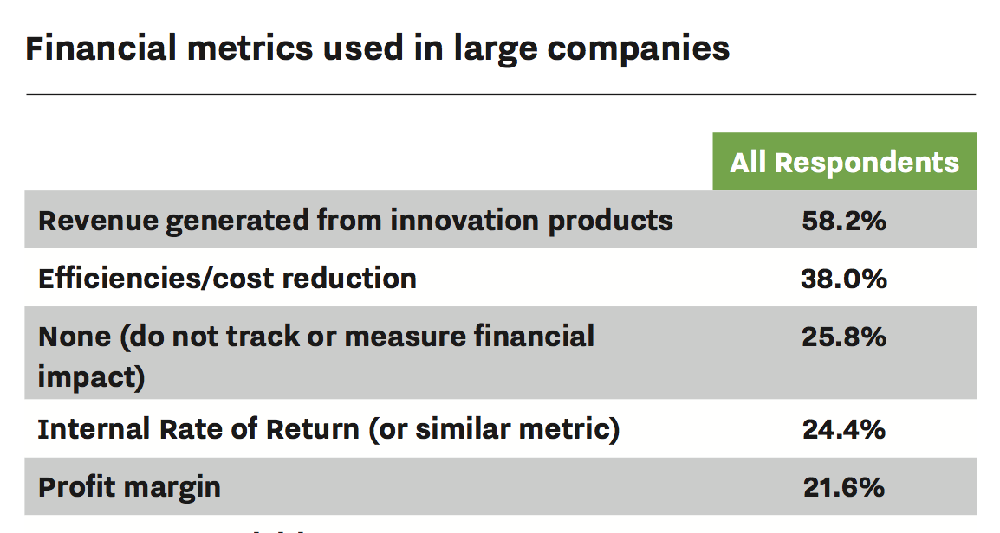 Financial metrics used in large companies
All Respondents
Revenue generated from innovation products 58.2%
Efficiencies/cost reduction 38.0%
None (do not track or measure financial 25.8%
impact)
Internal Rate of Return (or similar metric) 24.4%
Profit margin 21.6%